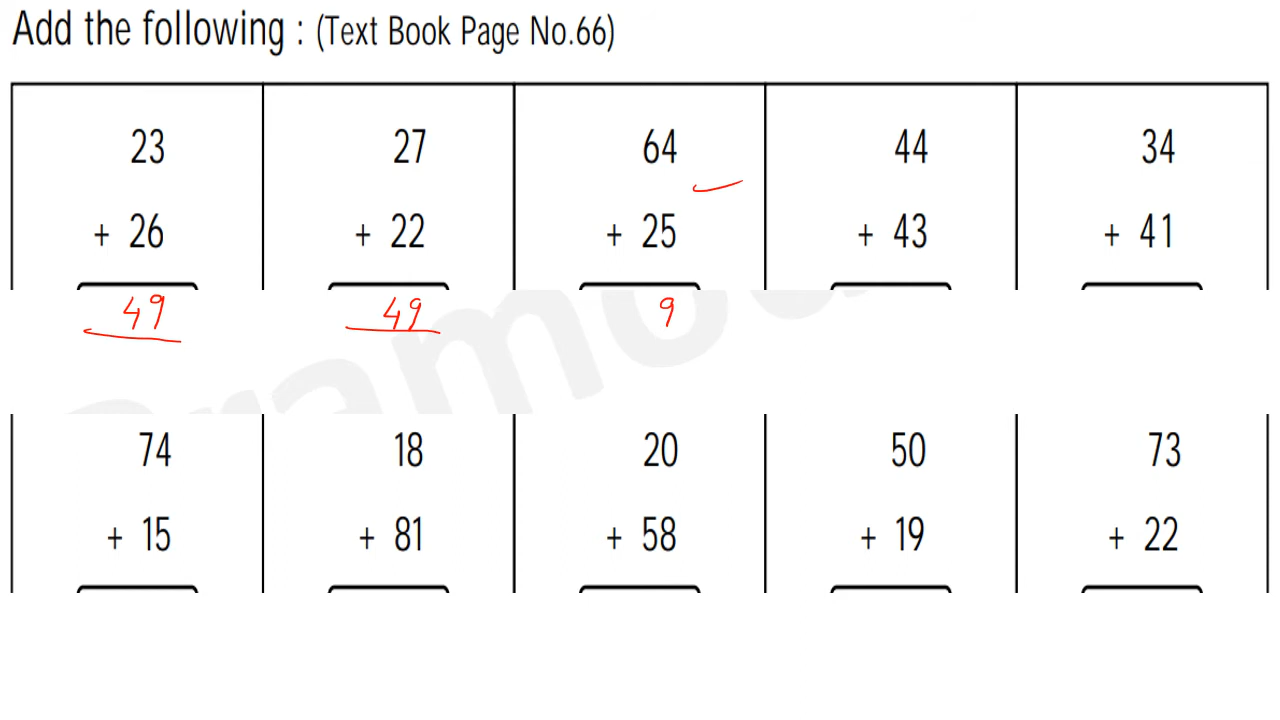 Add the following : (Text Book Page No.66)
23 27 64 44 34
+ 26 + 22 + 25 + 43 + 41
49 49 9
74 18 20 50 73
+ 15 + 81 + 58 + 19 + 22